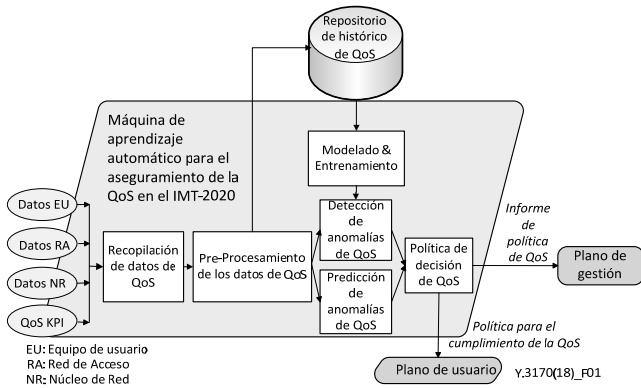 Repositorio
de histórico
de QoS
Máquina de
aprendizaje
automático para el
aseguramiento de la
QoS en el IMT-2020
Modelado &
Entrenamiento
Datos EU
Datos RA
Datos NR
QoS KPI
Recopilación
de datos de
QoS
Pre-Procesamiento
de los datos de QoS
Detección
de
anomalías
de QoS
Predicción
de
anomalías
de QoS
Política de
decisión
de QoS
Informe
de
política
de QoS
Plano de
gestión
Política para el
cumplimiento de la QoS
Plano de usuario
EU: Equipo de usuario
RA: Red de Acceso
NR: Núcleo de Red
Y.3170(18)_F01